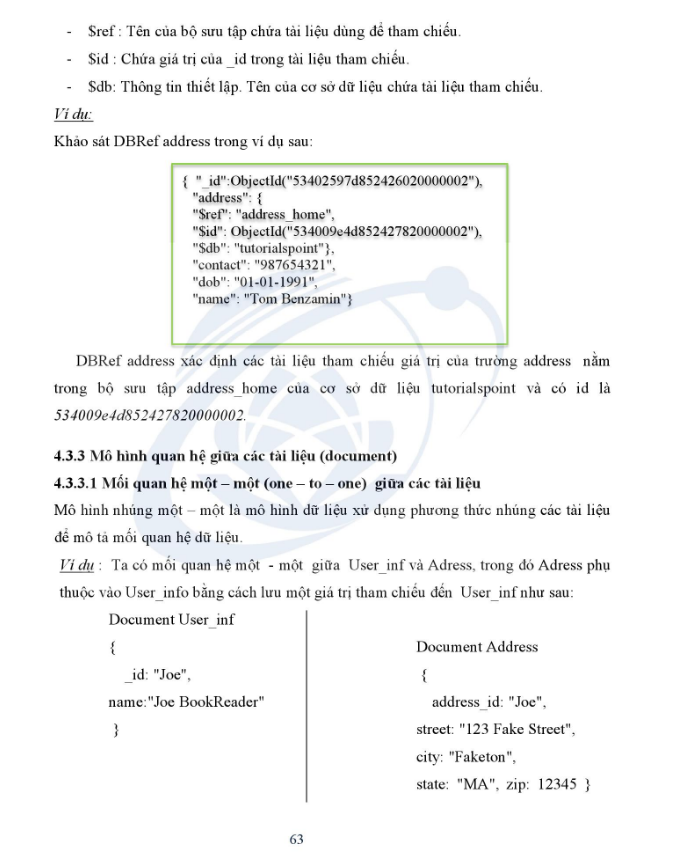 - $ref : Tên của bộ sưu tập chứa tài liệu dùng để tham chiếu.
- $id : Chứa giá trị của _id trong tài liệu tham chiếu.
- $db: Thông tin thiết lập. Tên của cơ sở dữ liệu chứa tài liệu tham chiếu.
Ví dụ:
Khảo sát DBRef address trong ví dụ sau:
{ "_id":ObjectId("53402597d852426020000002"),
"address": {
"$ref": "address_home",
"$id": ObjectId("534009e4d852427820000002"),
"$db": "tutorialspoint"},
"contact": "987654321",
"dob": "01-01-1991",
"name": "Tom Benzamin"}
DBRef address xác định các tài liệu tham chiếu giá trị của trường address nằm
trong bộ sưu tập address_home của cơ sở dữ liệu tutorialspoint và có id là
534009e4d852427820000002.
4.3.3 Mô hình quan hệ giữa các tài liệu (document)
4.3.3.1 Mối quan hệ một – một (one – to – one) giữa các tài liệu
Mô hình nhúng một – một là mô hình dữ liệu xử dụng phương thức nhúng các tài liệu
để mô tả mối quan hệ dữ liệu.
Ví dụ : Ta có mối quan hệ một - một giữa User_inf và Adress, trong đó Adress phụ
thuộc vào User_info bằng cách lưu một giá trị tham chiếu đến User_inf như sau:
Document User_inf
{
_id: "Joe",
name:"Joe BookReader"
}
Document Address
{
address_id: "Joe",
street: "123 Fake Street",
city: "Faketon",
state: "MA", zip: 12345 }
63